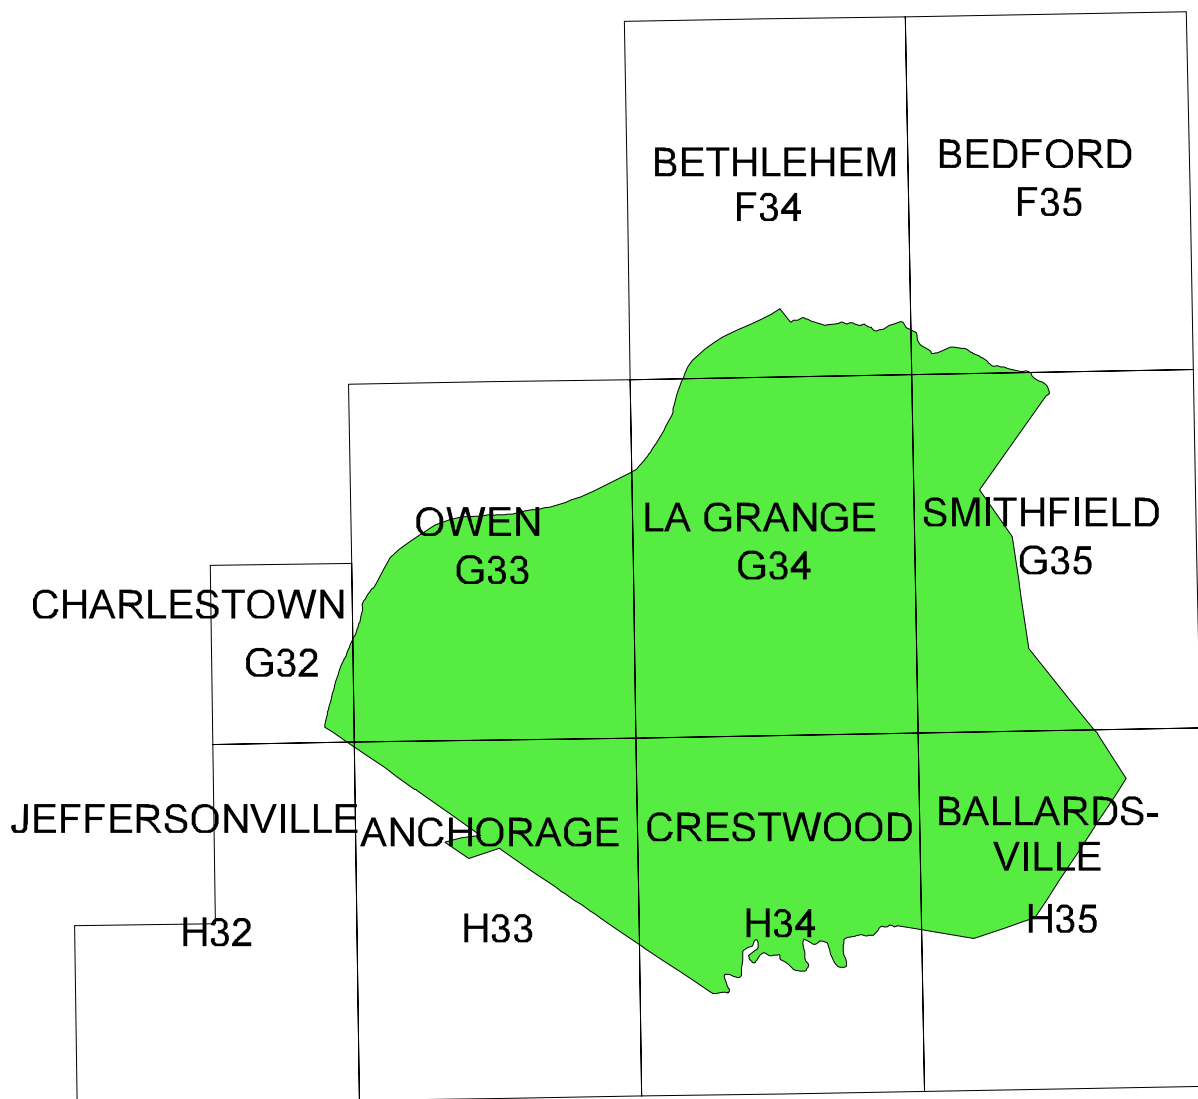 BETHLEHEM
F34
BEDFORD
F35
OWEN
G33
LA GRANGE
G34
SMITHFIELD
G35
CHARLESTOWN
G32
JEFFERSONVILLE
H32
ANCHORAGE
H33
CRESTWOOD
H34
BALLARDS-
VILLE
H35